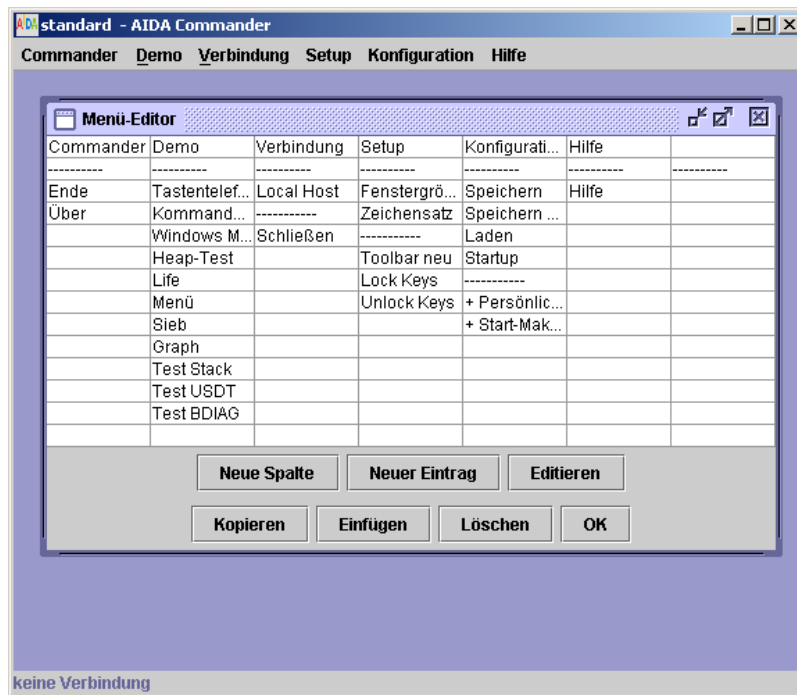 AIDA standard - AIDA Commander
Commander Demo Verbindung Setup Konfiguration Hilfe
Menü-Editor
Commander Demo Verbindung Setup Konfigurati... Hilfe
---------- ---------- ---------- ---------- ---------- ---------- ----------
Ende Tastentelef... Local Host Fenstergrö... Speichern Hilfe
Über Kommand... ----------- Zeichensatz Speichern ...
Windows M... Schließen ----------- Laden
Heap-Test Toolbar neu Startup
Life Lock Keys -----------
Menü Unlock Keys + Persönlic...
Sieb + Start-Mak...
Graph
Test Stack
Test USDT
Test BDIAG
Neue Spalte Neuer Eintrag Editieren
Kopieren Einfügen Löschen OK
keine Verbindung